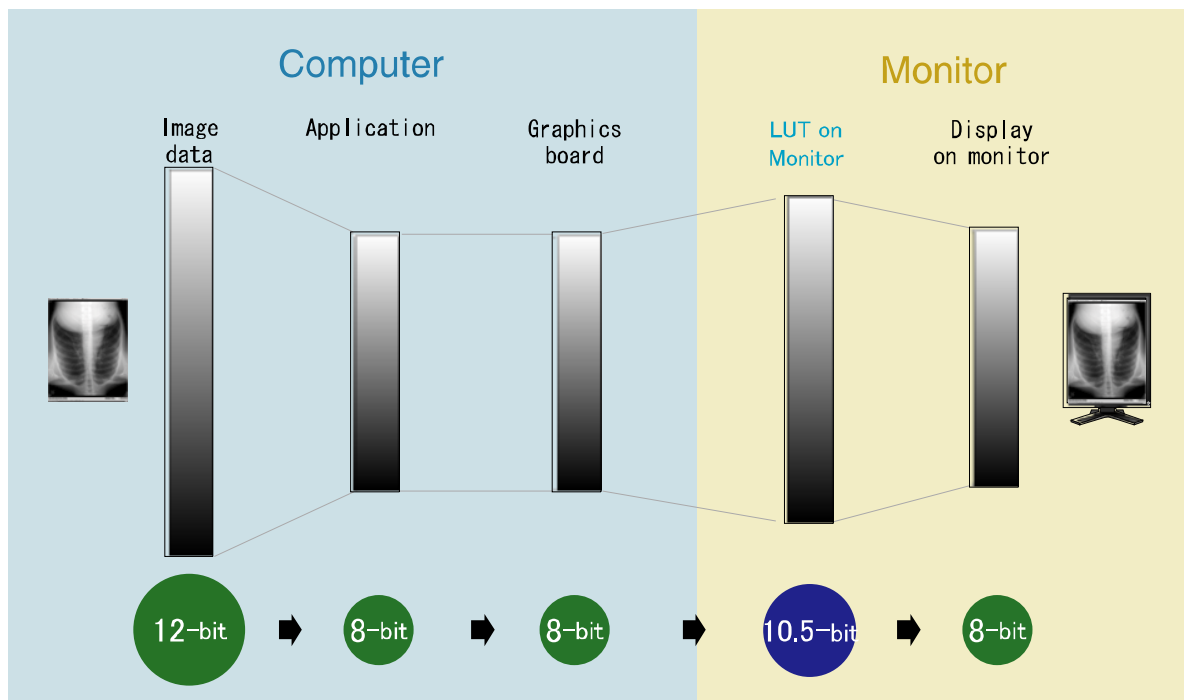 Computer
Monitor
Image
data
Application
Graphics
board
LUT on
Monitor
Display
on monitor
12-bit
8-bit
8-bit
10.5-bit
8-bit